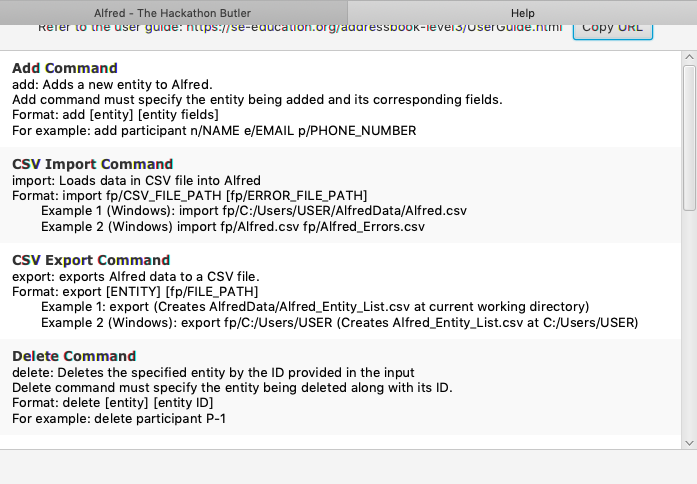 Alfred - The Hackathon Butler
Help
Refer to the user guide: https://se-education.org/addressbook-level3/UserGuide.html
Copy URL
Add Command
add: Adds a new entity to Alfred.
Add command must specify the entity being added and its corresponding fields.
Format: add [entity] [entity fields]
For example: add participant n/NAME e/EMAIL p/PHONE_NUMBER
CSV Import Command
import: Loads data in CSV file into Alfred
Format: import fp/CSV_FILE_PATH [fp/ERROR_FILE_PATH]
Example 1 (Windows): import fp/C:/Users/USER/AlfredData/Alfred.csv
Example 2 (Windows) import fp/Alfred.csv fp/Alfred_Errors.csv
CSV Export Command
export: exports Alfred data to a CSV file.
Format: export [ENTITY] [fp/FILE_PATH]
Example 1: export (Creates AlfredData/Alfred_Entity_List.csv at current working directory)
Example 2 (Windows): export fp/C:/Users/USER (Creates Alfred_Entity_List.csv at C:/Users/USER)
Delete Command
delete: Deletes the specified entity by the ID provided in the input
Delete command must specify the entity being deleted along with its ID.
Format: delete [entity] [entity ID]
For example: delete participant P-1